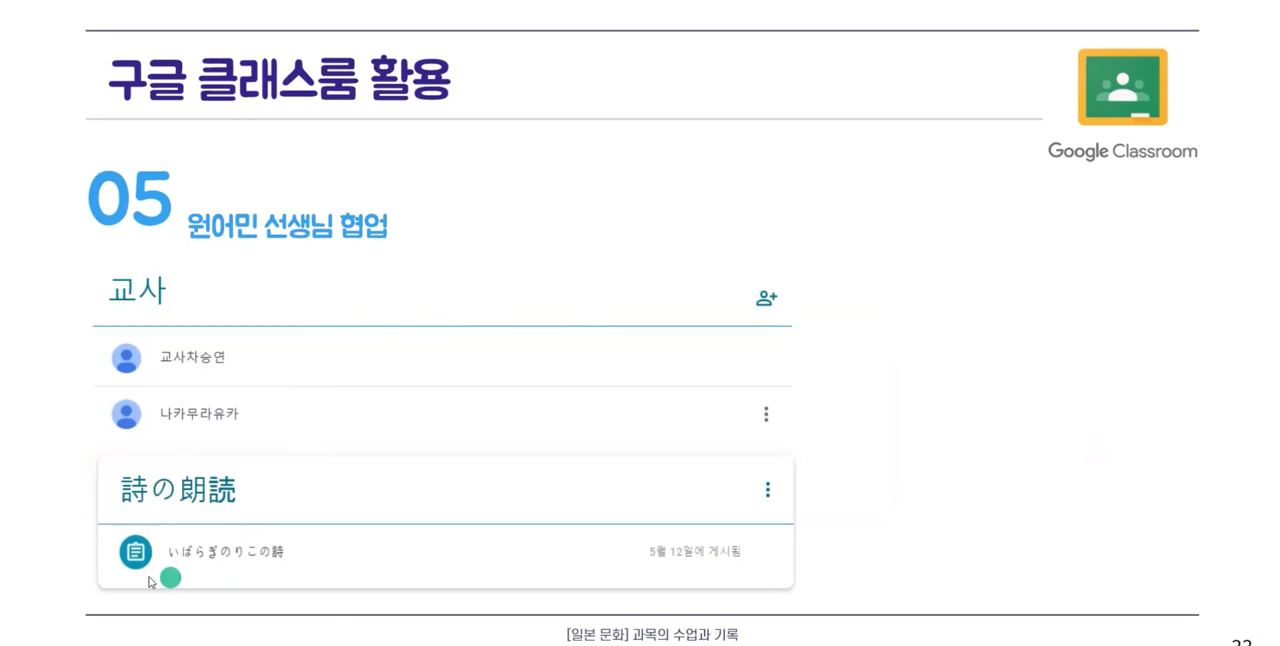 구글 클래스룸 활용
Google Classroom
05
원어민 선생님 협업
교사
교사차승연
나카무라유카
詩の朗読
いばらぎのりこの詩
5월 12일에 게시됨
[일본 문화] 과목의 수업과 기록